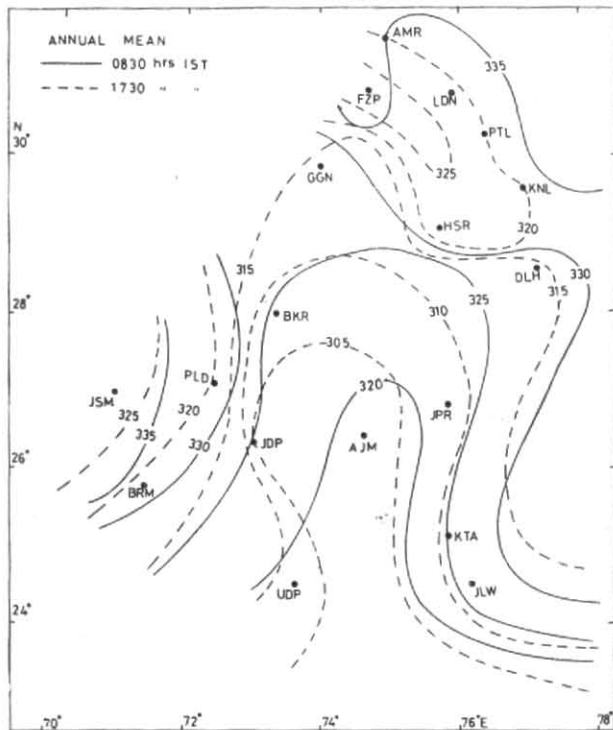 ANNUAL MEAN
0830 hrs IST
1730 " "
AMR
335
FZP
LDN
PTL
N
30°
325
GGN
KNL
HSR
320
DLH
330
315
315
28°
325
BKR
310
305
PLD
320
JSM
325
320
JPR
335
330
JDP
AJM
26°
BRM
KTA
UDP
JLW
24°
70°
72°
74°
76°E
78°